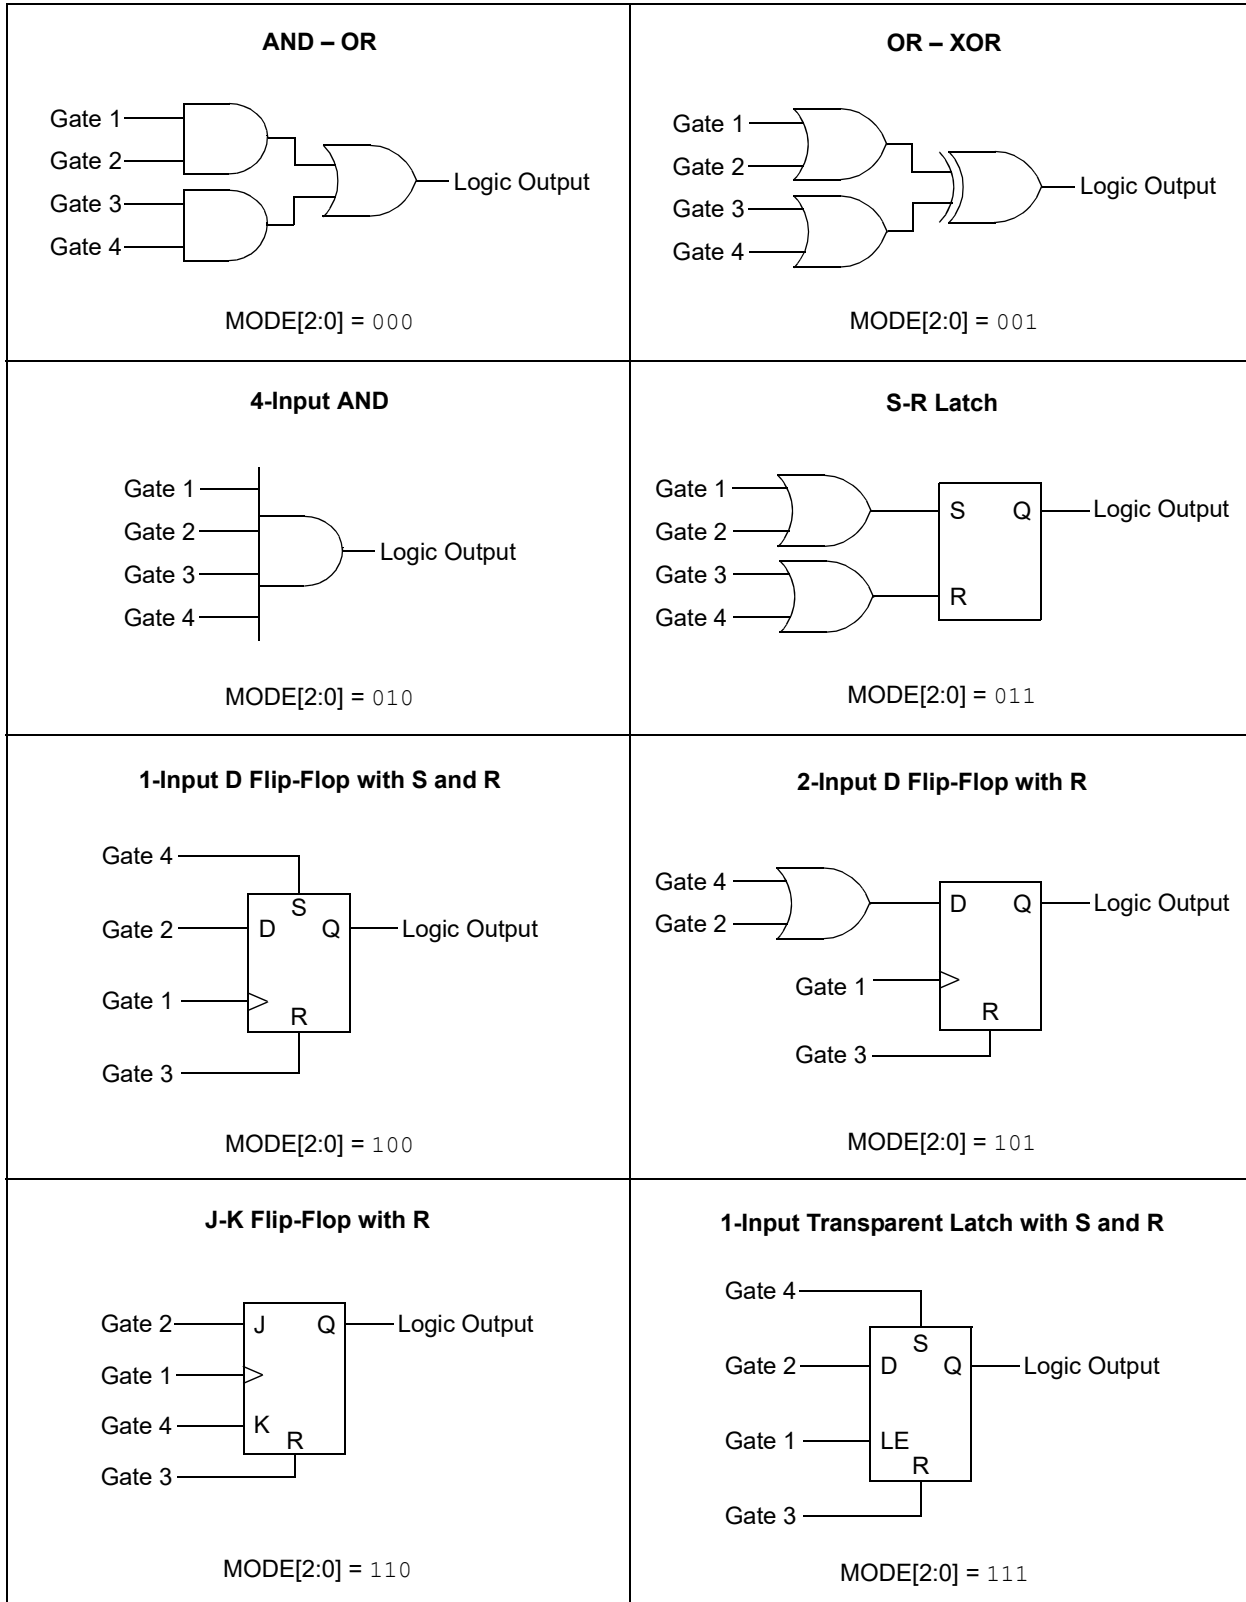 AND – OR
Gate 1
Gate 2
Gate 3
Gate 4
Logic Output
MODE[2:0] = 000
OR – XOR
Gate 1
Gate 2
Gate 3
Gate 4
Logic Output
MODE[2:0] = 001
4-Input AND
Gate 1
Gate 2
Gate 3
Gate 4
Logic Output
MODE[2:0] = 010
S-R Latch
Gate 1
Gate 2
Gate 3
Gate 4
S Q
R
Logic Output
MODE[2:0] = 011
1-Input D Flip-Flop with S and R
Gate 4
S
Gate 2
D Q
Logic Output
Gate 1
R
Gate 3
MODE[2:0] = 100
2-Input D Flip-Flop with R
Gate 4
Gate 2
D Q
Logic Output
Gate 1
R
Gate 3
MODE[2:0] = 101
J-K Flip-Flop with R
Gate 2
J Q
Logic Output
Gate 1
Gate 4
K
R
Gate 3
MODE[2:0] = 110
1-Input Transparent Latch with S and R
Gate 4
S
Gate 2
D Q
Logic Output
Gate 1
LE
R
Gate 3
MODE[2:0] = 111